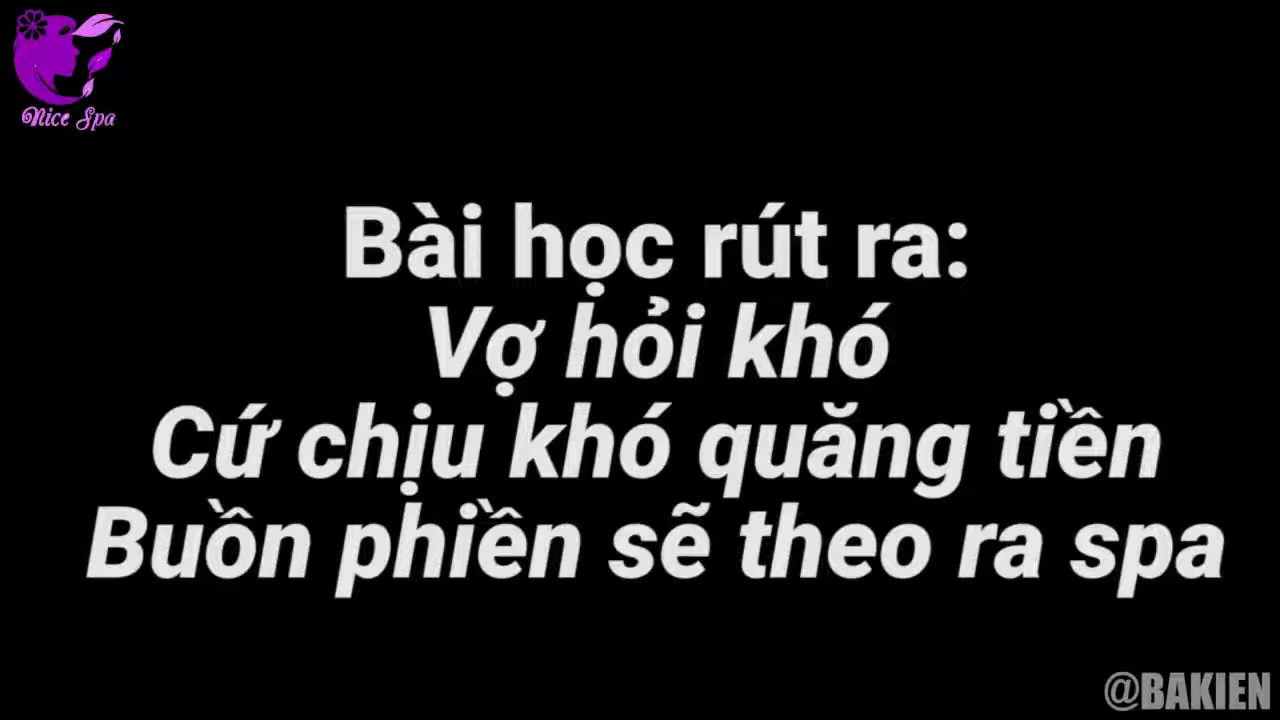 Nice Spa
Bài học rút ra:
Vợ hỏi khó
Cứ chịu khó quăng tiền
Buồn phiền sẽ theo ra spa
@BAKIEN